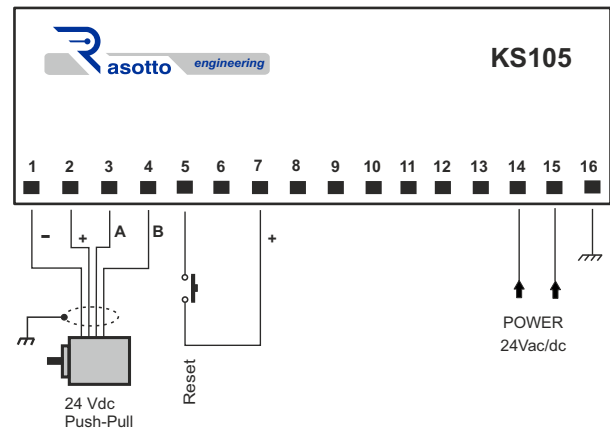 Rasotto engineering
KS105
1 2 3 4 5 6 7 8 9 10 11 12 13 14 15 16
- + A B +
Reset
POWER
24Vac/dc
24 Vdc
Push-Pull